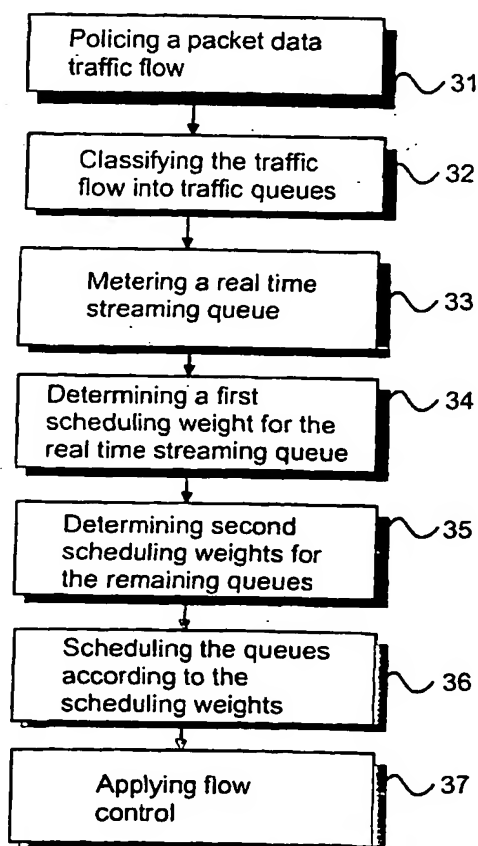 Policing a packet data
traffic flow
31
Classifying the traffic
flow into traffic queues
32
Metering a real time
streaming queue
33
Determining a first
scheduling weight for the
real time streaming queue
34
Determining second
scheduling weights for
the remaining queues
35
Scheduling the queues
according to the
scheduling weights
36
Applying flow
control
37